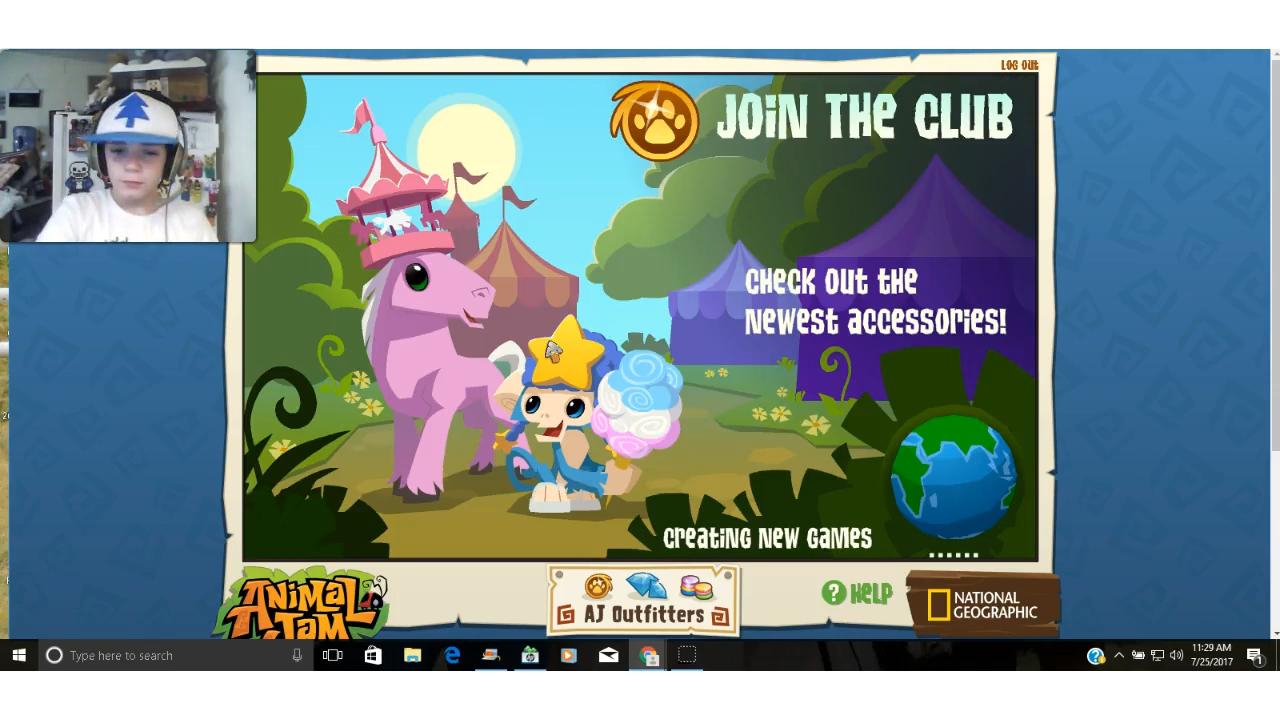 LOG OUT
JOIN THE CLUB
CHECK OUT THE
NEWEST ACCESSORIES!
CREATING NEW GAMES
......
ANIMAL
JAM
AJ Outfitters
? HELP
NATIONAL
GEOGRAPHIC
Type here to search
11:29 AM
7/25/2017